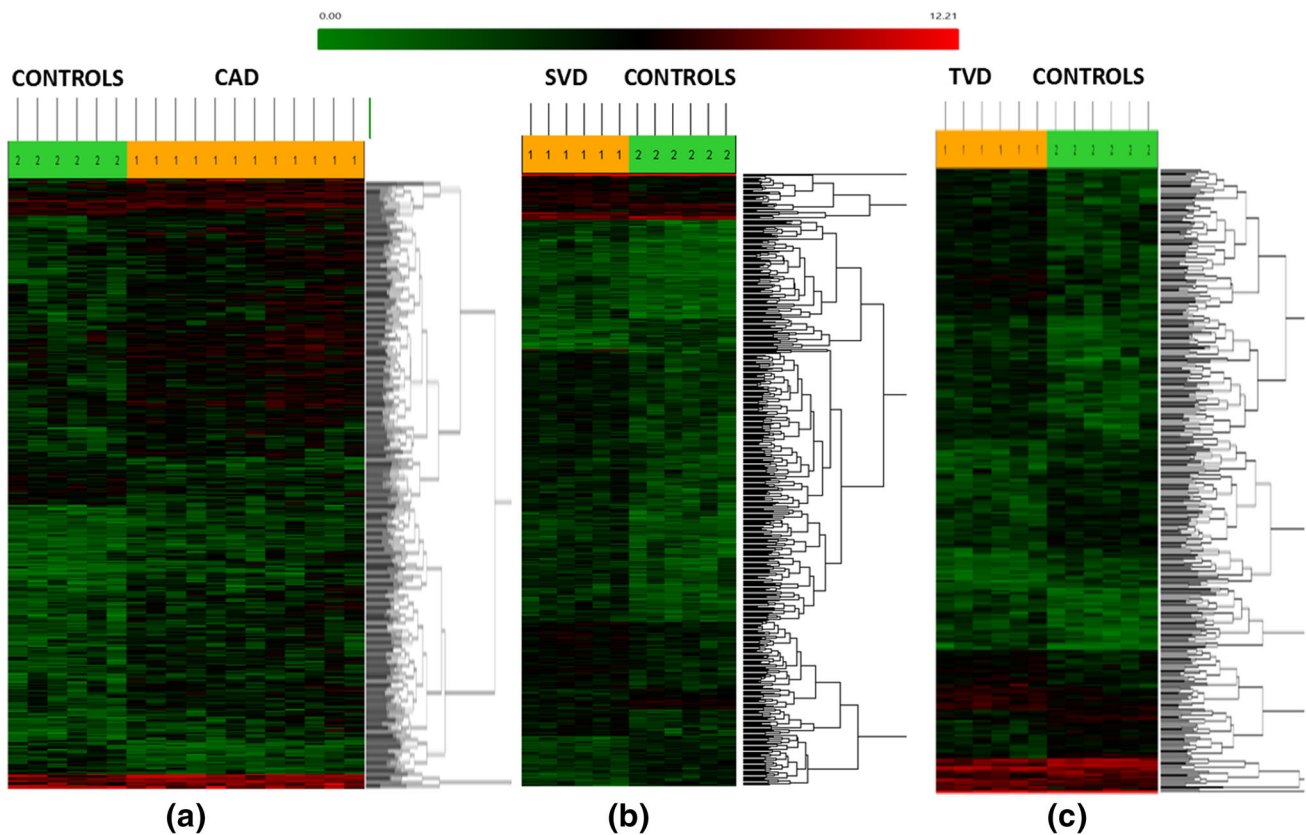 0.00 12.21
CONTROLS CAD SVD CONTROLS TVD CONTROLS
2 2 2 2 2 2 1 1 1 1 1 1 1 1 1 1 1 1
1 1 1 1 1 1 2 2 2 2 2 2
1 1 1 1 1 1 2 2 2 2 2 2
(a) (b) (c)